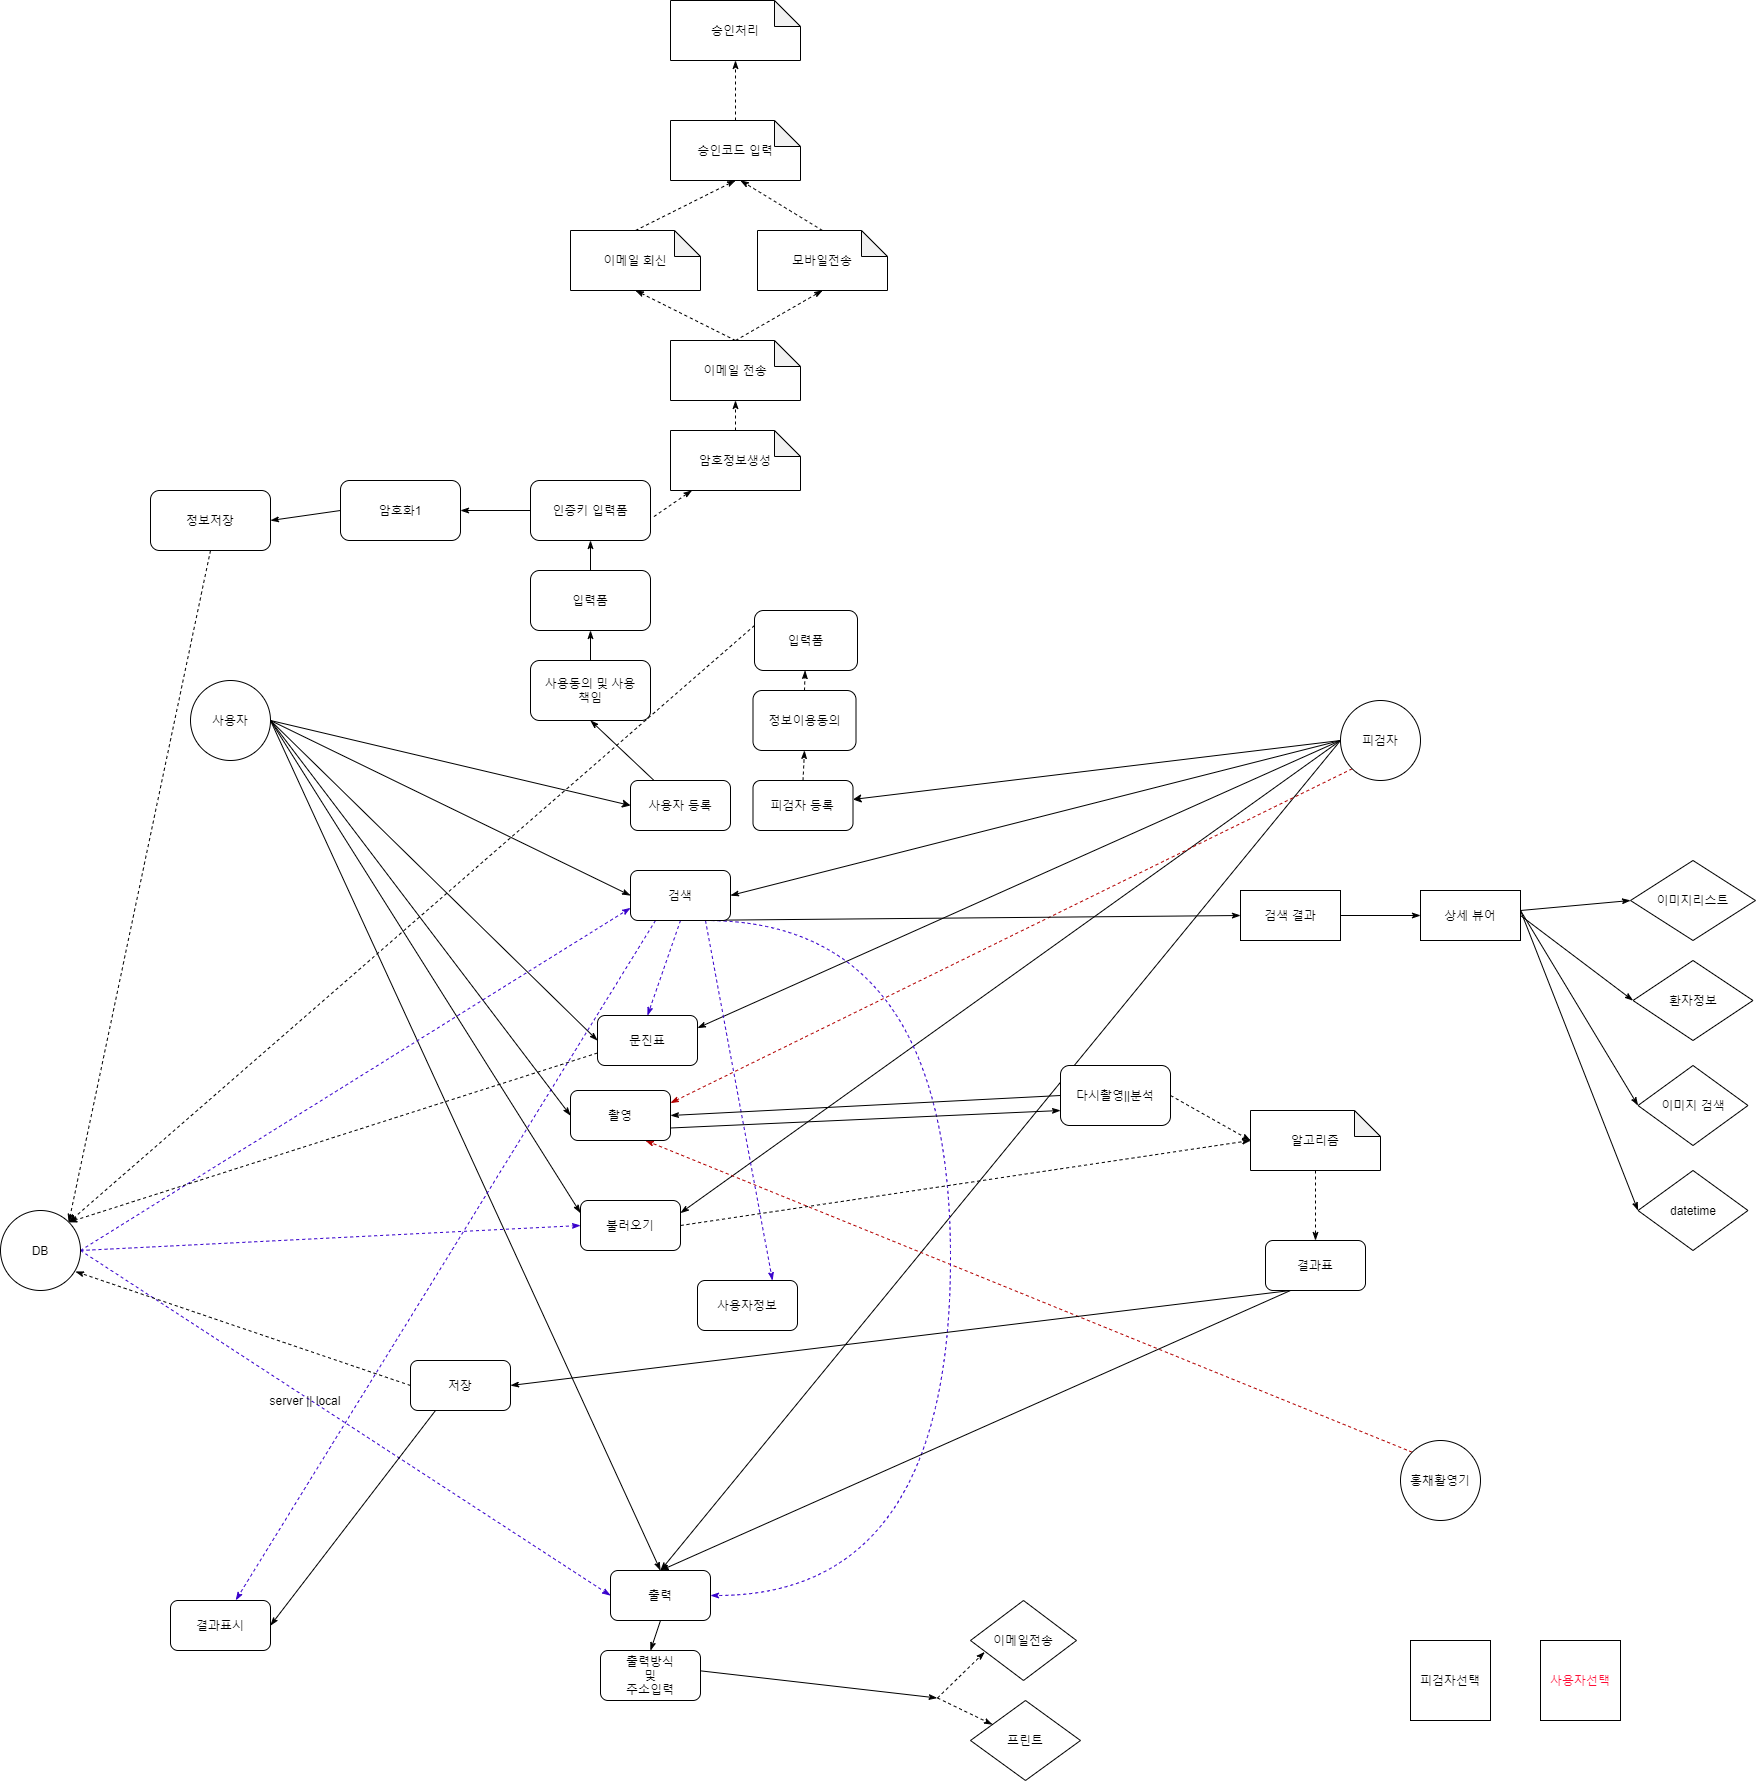 승인처리
승인코드 입력
이메일 회신
모바일전송
이메일 전송
암호정보생성
정보저장
암호화1
인증키 입력폼
입력폼
입력폼
사용동의 및 사용
책임
정보이용동의
사용자
피검자
사용자 등록
피검자 등록
검색
검색 결과
상세 뷰어
이미지리스트
환자정보
문진표
촬영
다시촬영||분석
알고리즘
이미지 검색
불러오기
datetime
DB
결과표
사용자정보
저장
server || local
홍채촬영기
출력
결과표시
출력방식
및
주소입력
이메일전송
프린트
피검자선택
사용자선택